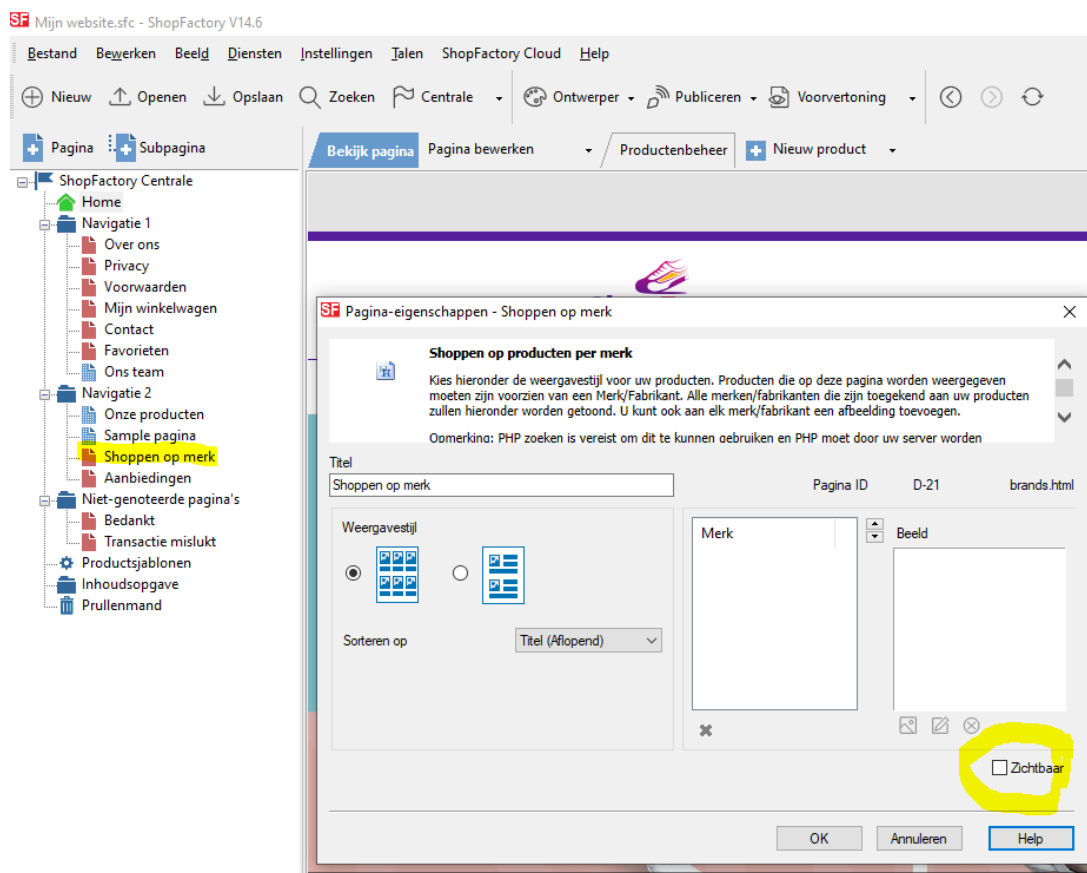 SF Mijn website.sfc - ShopFactory V14.6
Bestand Bewerken Beeld Diensten Instellingen Talen ShopFactory Cloud Help
Nieuw Openen Opslaan Zoeken Centrale Ontwerper Publiceren Voorvertoning
Pagina Subpagina
Bekijk pagina Pagina bewerken Productenbeheer Nieuw product
ShopFactory Centrale
Home
Navigatie 1
Over ons
Privacy
Voorwaarden
Mijn winkelwagen
Contact
Favorieten
Ons team
Navigatie 2
Onze producten
Sample pagina
Shoppen op merk
Aanbiedingen
Niet-genoteerde pagina's
Bedankt
Transactie mislukt
Productsjablonen
Inhoudsopgave
Prullenmand
SF Pagina-eigenschappen - Shoppen op merk
Shoppen op producten per merk
Kies hieronder de weergavestijl voor uw producten. Producten die op deze pagina worden weergegeven
moeten zijn voorzien van een Merk/Fabrikant. Alle merken/fabrikanten die zijn toegekend aan uw producten
zullen hieronder worden getoond. U kunt ook aan elk merk/fabrikant een afbeelding toevoegen.
Opmerking: PHP zoeken is vereist om dit te kunnen gebruiken en PHP moet door uw server worden
Titel
Shoppen op merk Pagina ID D-21 brands.html
Weergavestijl
Merk
Beeld
Sorteren op Titel (Aflopend)
Zichtbaar
OK Annuleren Help